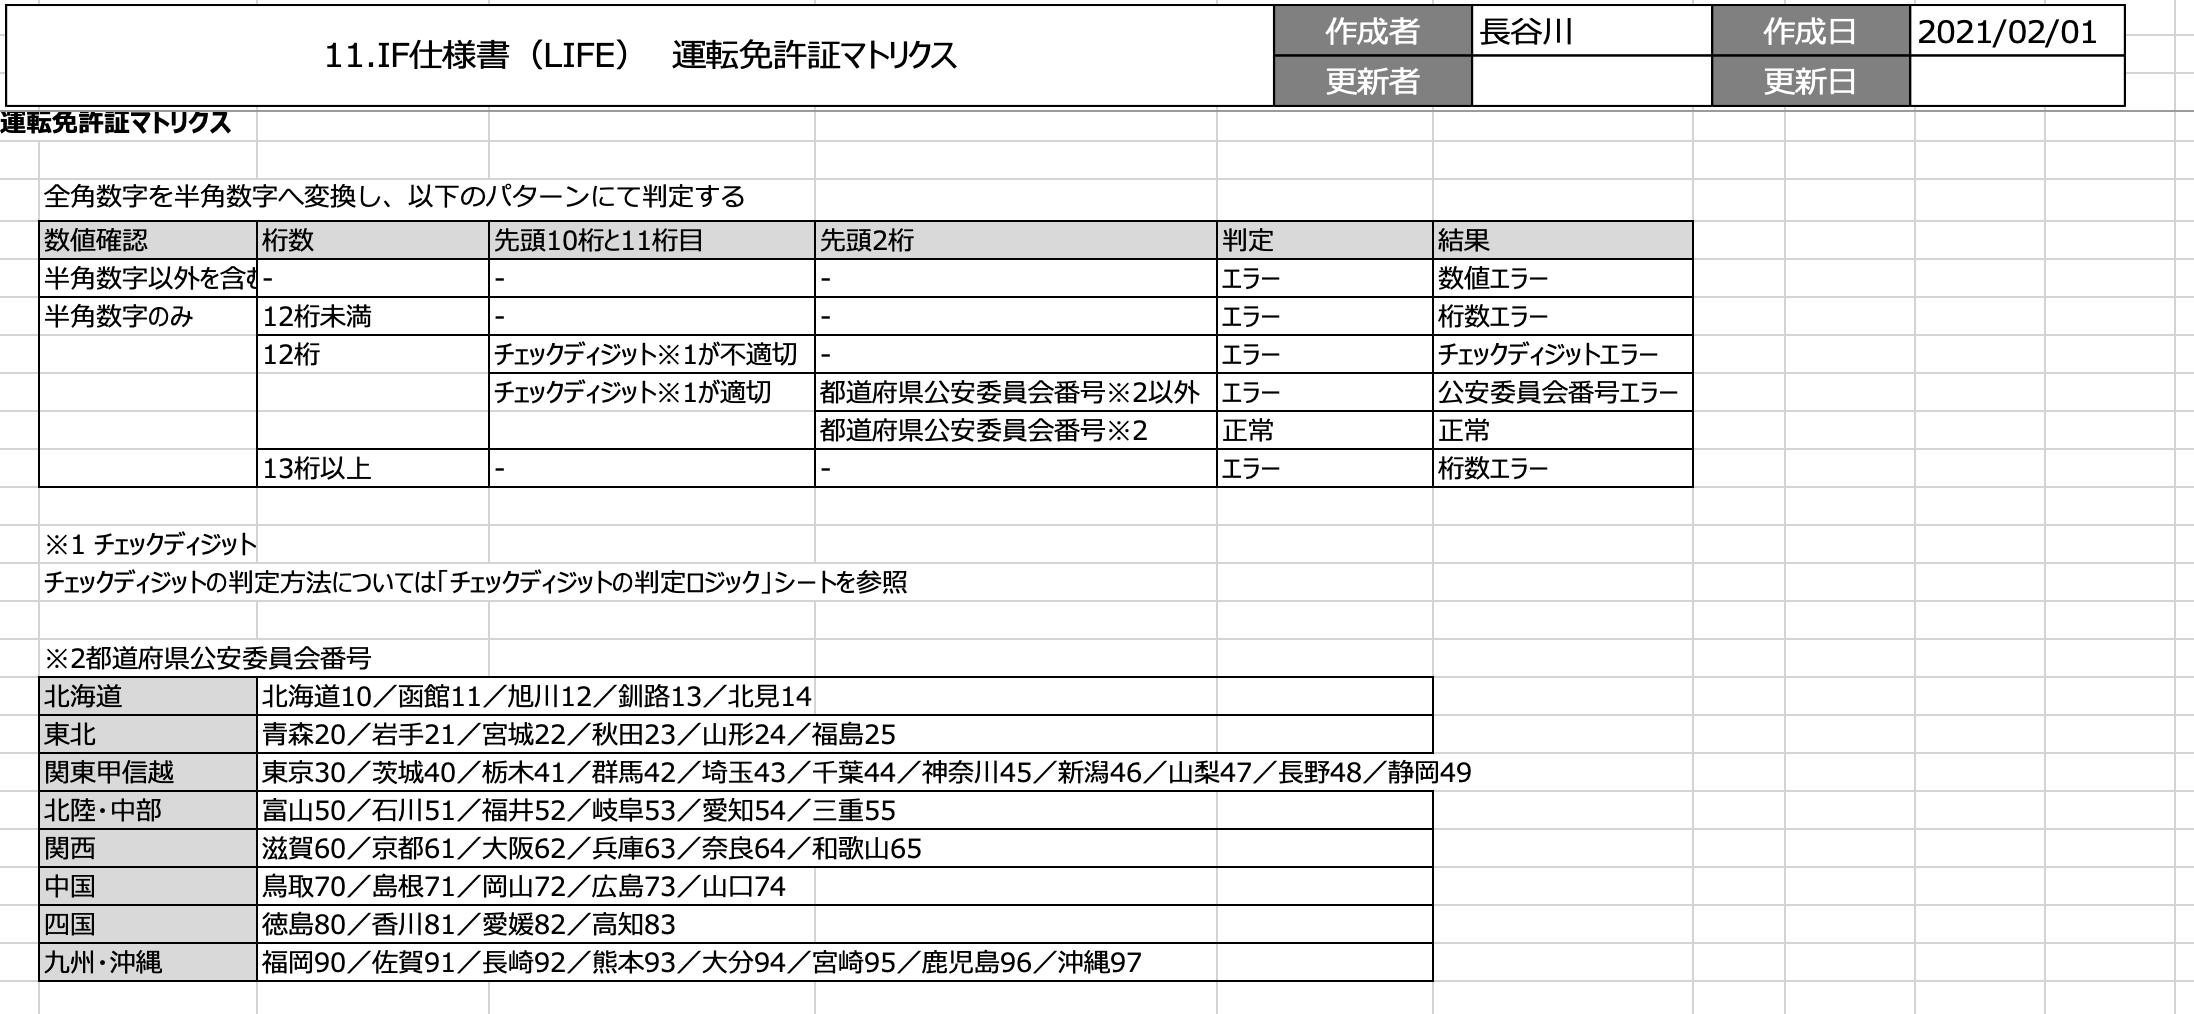 11.IF仕様書（LIFE）　運転免許証マトリクス
作成者 長谷川 作成日 2021/02/01
更新者 更新日
運転免許証マトリクス
全角数字を半角数字へ変換し、以下のパターンにて判定する
数値確認 桁数 先頭10桁と11桁目 先頭2桁 判定 結果
半角数字以外を含む - - - エラー 数値エラー
半角数字のみ 12桁未満 - - エラー 桁数エラー
12桁 チェックディジット※1が不適切 - エラー チェックディジットエラー
チェックディジット※1が適切 都道府県公安委員会番号※2以外 エラー 公安委員会番号エラー
都道府県公安委員会番号※2 正常 正常
13桁以上 - - エラー 桁数エラー
※1 チェックディジット
チェックディジットの判定方法については｢チェックディジットの判定ロジック｣シートを参照
※2都道府県公安委員会番号
北海道 北海道10／函館11／旭川12／釧路13／北見14
東北 青森20／岩手21／宮城22／秋田23／山形24／福島25
関東甲信越 東京30／茨城40／栃木41／群馬42／埼玉43／千葉44／神奈川45／新潟46／山梨47／長野48／静岡49
北陸･中部 富山50／石川51／福井52／岐阜53／愛知54／三重55
関西 滋賀60／京都61／大阪62／兵庫63／奈良64／和歌山65
中国 鳥取70／島根71／岡山72／広島73／山口74
四国 徳島80／香川81／愛媛82／高知83
九州･沖縄 福岡90／佐賀91／長崎92／熊本93／大分94／宮崎95／鹿児島96／沖縄97